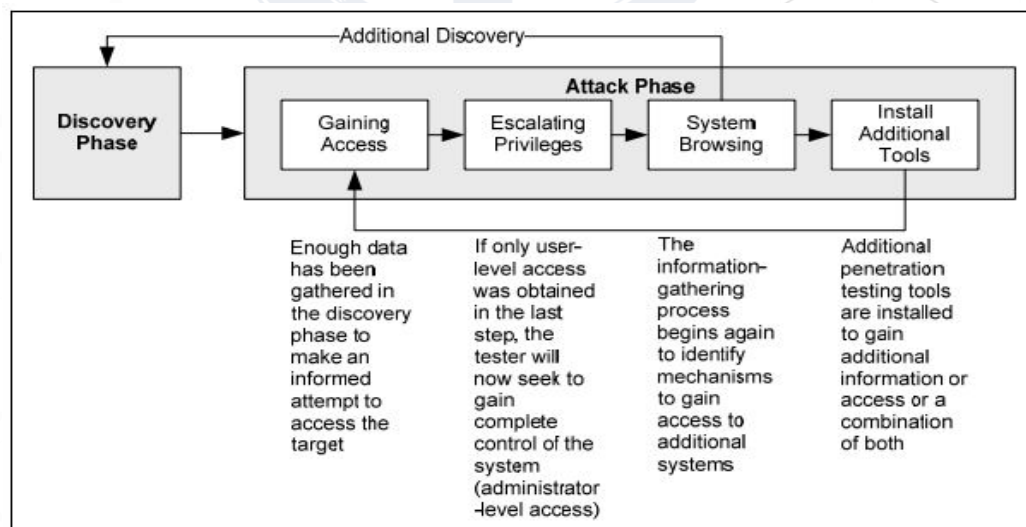 Additional Discovery
Discovery
Phase
Attack Phase
Gaining
Access
Escalating
Privileges
System
Browsing
Install
Additional
Tools
Enough data
has been
gathered in
the discovery
phase to
make an
informed
attempt to
access the
target
If only user-
level access
was obtained
in the last
step, the
tester will
now seek to
gain
complete
control of the
system
(administrator
-level access)
The
information-
gathering
process
begins again
to identify
mechanisms
to gain
access to
additional
systems
Additional
penetration
testing tools
are installed
to gain
additional
information or
access or a
combination
of both